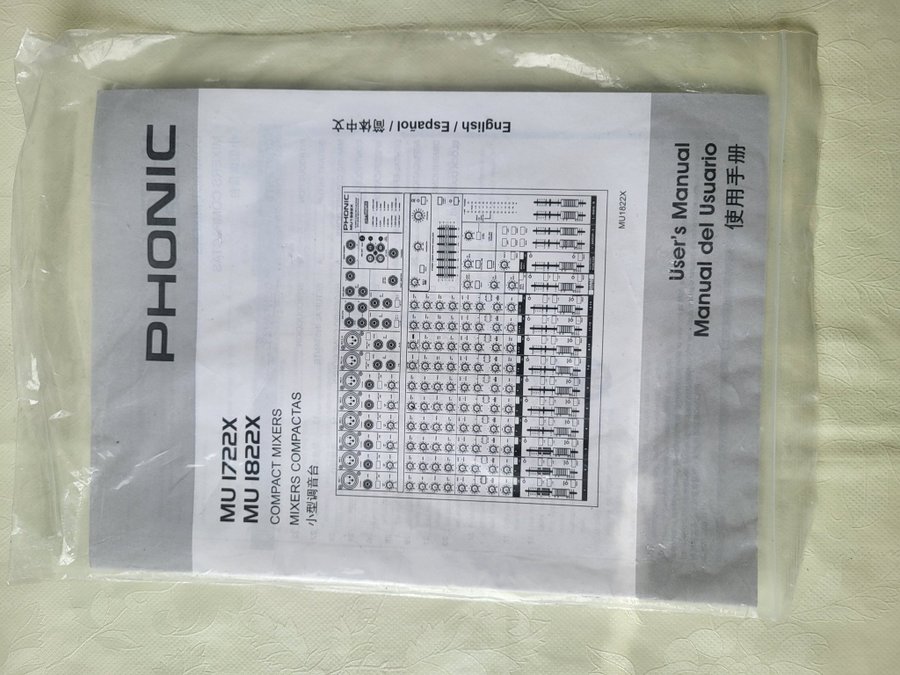 PHONIC
English / Español / 简体中文
MU 1722X
MU 1822X
COMPACT MIXERS
MIXERS COMPACTAS
小型调音台
PHONIC
MU1822X
User's Manual
Manual del Usuario
使用手册